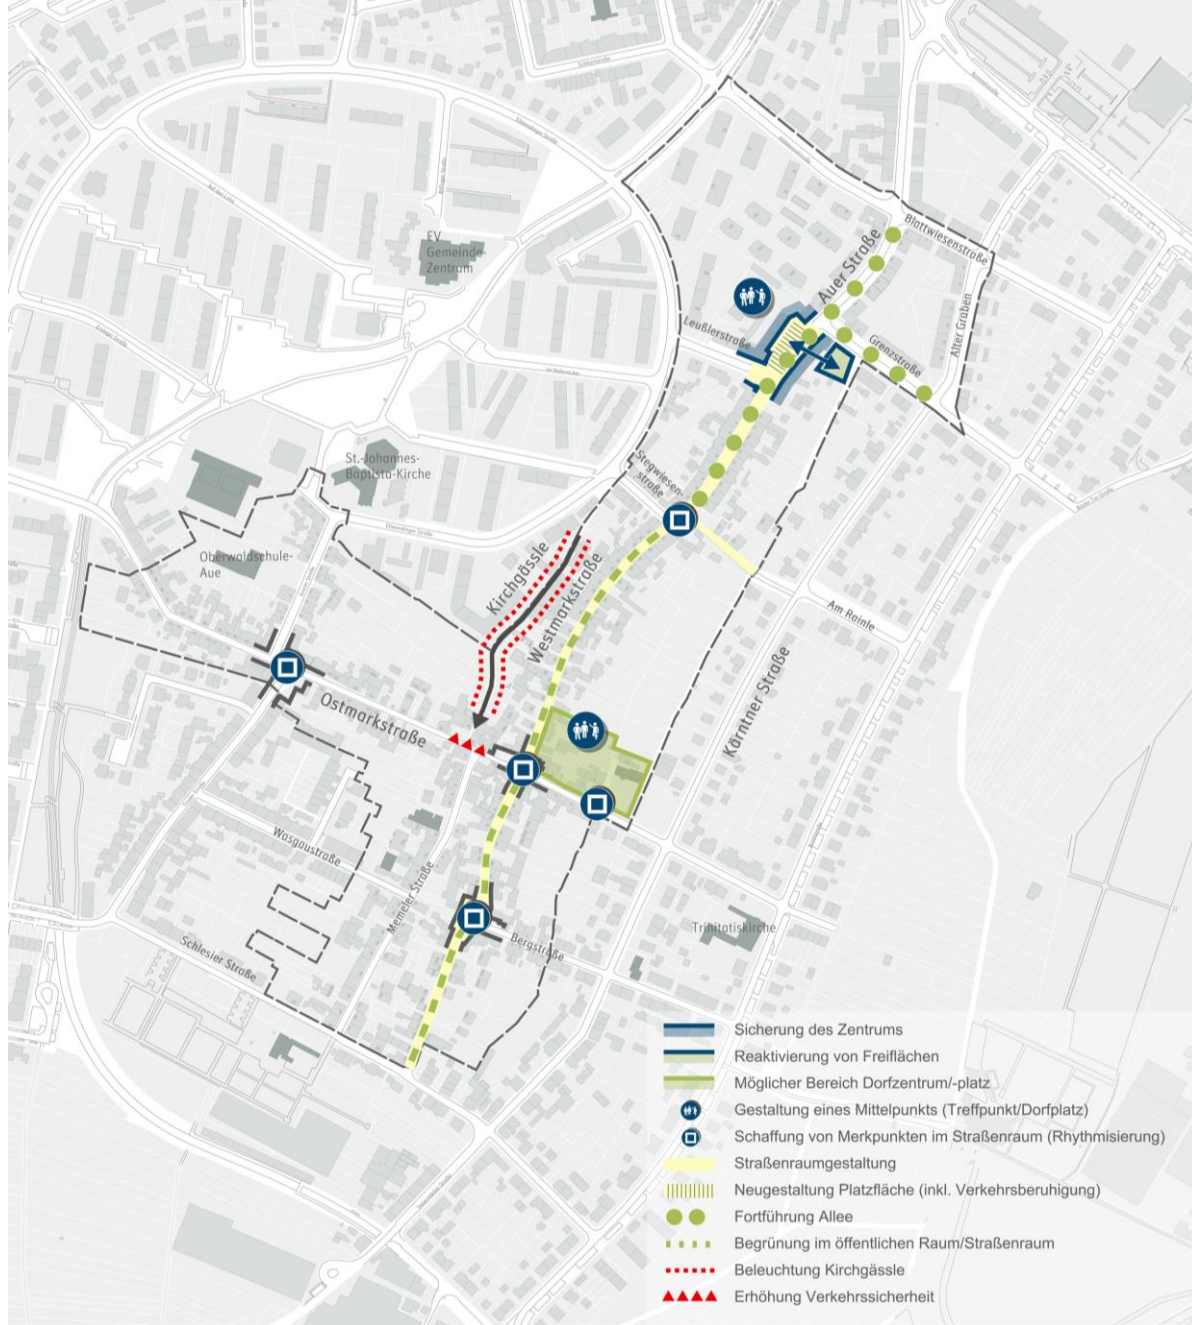 EV
Gemeinde-
Zentrum
Blattwiesenstraße
Auer Straße
Leußlerstraße
Grenzstraße
Alter Graben
St.-Johannes-
Baptista-Kirche
Stegwiesen-
straße
Oberwaldschule-
Aue
Kirchgässle
Westmarkstraße
Am Rainle
Kärntner Straße
Ostmarkstraße
Wasgaustraße
Memeler Straße
Schlesier Straße
Bergstraße
Trinitatiskirche
Sicherung des Zentrums
Reaktivierung von Freiflächen
Möglicher Bereich Dorfzentrum/-platz
Gestaltung eines Mittelpunkts (Treffpunkt/Dorfplatz)
Schaffung von Merkpunkten im Straßenraum (Rhythmisierung)
Straßenraumgestaltung
Neugestaltung Platzfläche (inkl. Verkehrsberuhigung)
Fortführung Allee
Begrünung im öffentlichen Raum/Straßenraum
Beleuchtung Kirchgässle
Erhöhung Verkehrssicherheit